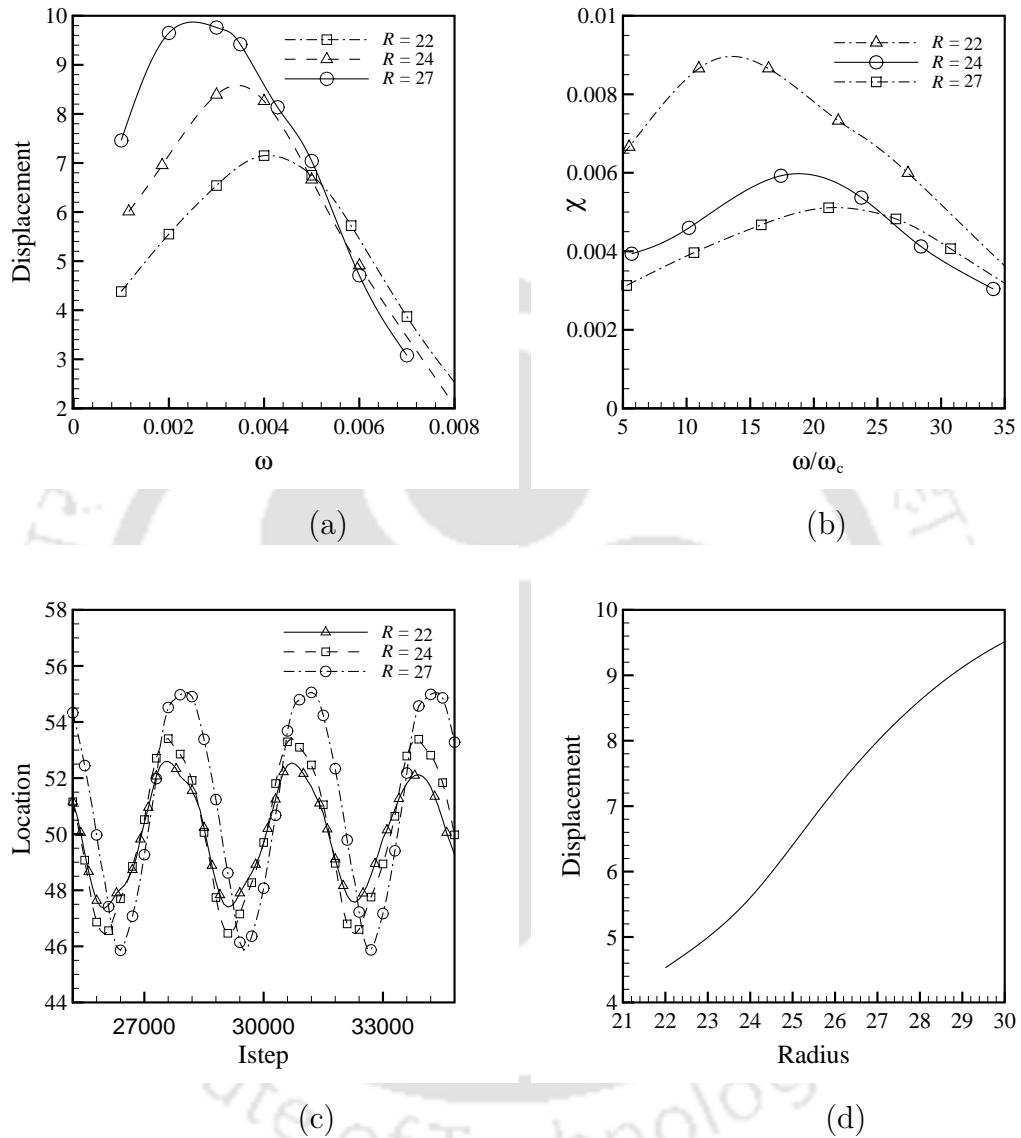 10
9
8
7
6
5
4
3
2
0
0.002
0.004
0.006
0.008
Displacement
ω
R = 22
R = 24
R = 27
(a)
0.01
0.008
0.006
0.004
0.002
0
5
10
15
20
25
30
35
χ
ω/ω_c
R = 22
R = 24
R = 27
(b)
58
56
54
52
50
48
46
44
27000
30000
33000
Location
Istep
R = 22
R = 24
R = 27
(c)
10
9
8
7
6
5
4
21
22
23
24
25
26
27
28
29
30
Displacement
Radius
(d)